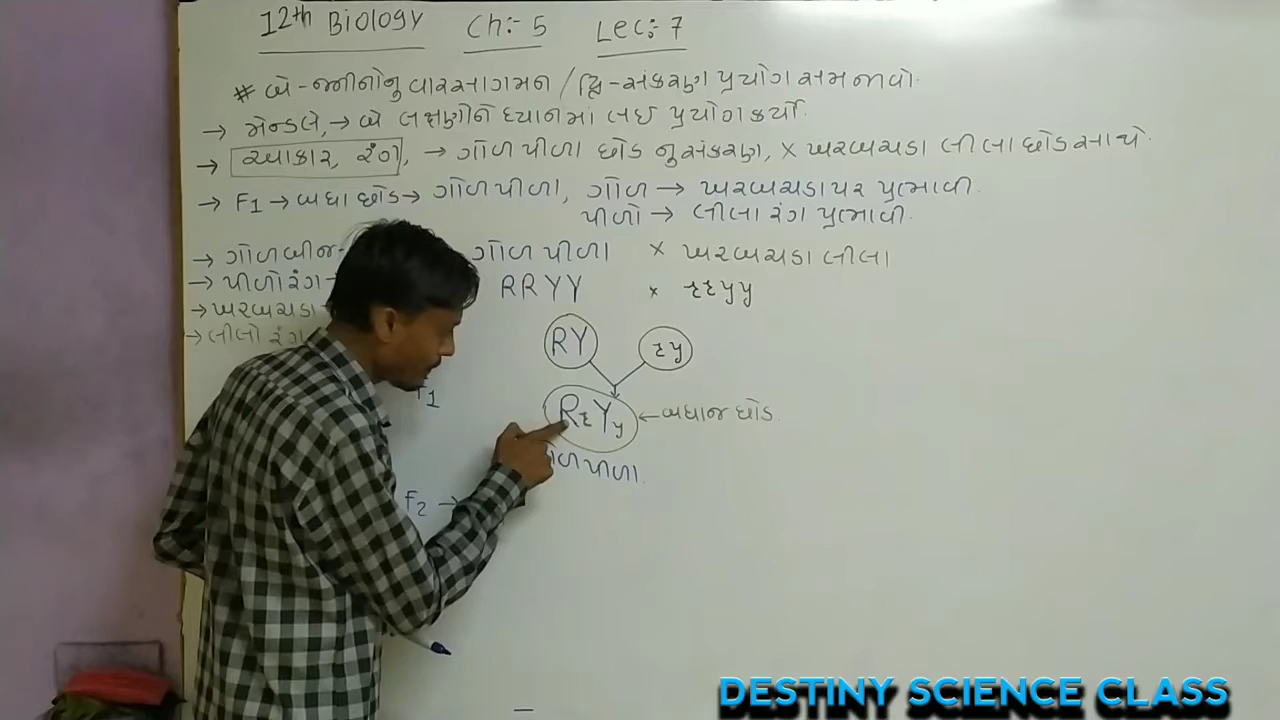 12th Biology Ch:- 5 Lec:- 7
# બે-જનીનોનુ વારસાગમન / દ્વિ-સંકરણ પ્રયોગ સમજાવો.
→ મેન્ડલે, → બે લક્ષણોને ધ્યાનમાં લઇ પ્રયોગ કર્યો.
→ આકાર, રંગ, → ગોળ પીળા છોડ નુ સંકરણ, × ખરબચડા લીલા છોડ સાથે.
→ F1 → બધા છોડ → ગોળ પીળા, ગોળ → ખરબચડા પર પ્રભાવી.
પીળો → લીલા રંગ પ્રભાવી.
→ ગોળ બીજ- ગોળ પીળા × ખરબચડા લીલા
→ પીળો રંગ- RRYY × rryy
→ ખરબચડા-
→ લીલો રંગ
RY ry
F1 RrYy ← બધાજ છોડ.
ગોળ પીળા.
F2 →
DESTINY SCIENCE CLASS